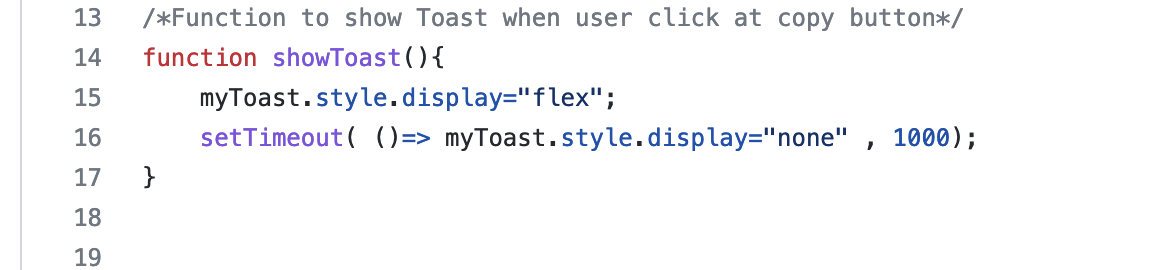 13 /*Function to show Toast when user click at copy button*/
14 function showToast(){
15 myToast.style.display="flex";
16 setTimeout( ()=> myToast.style.display="none" , 1000);
17 }
18
19